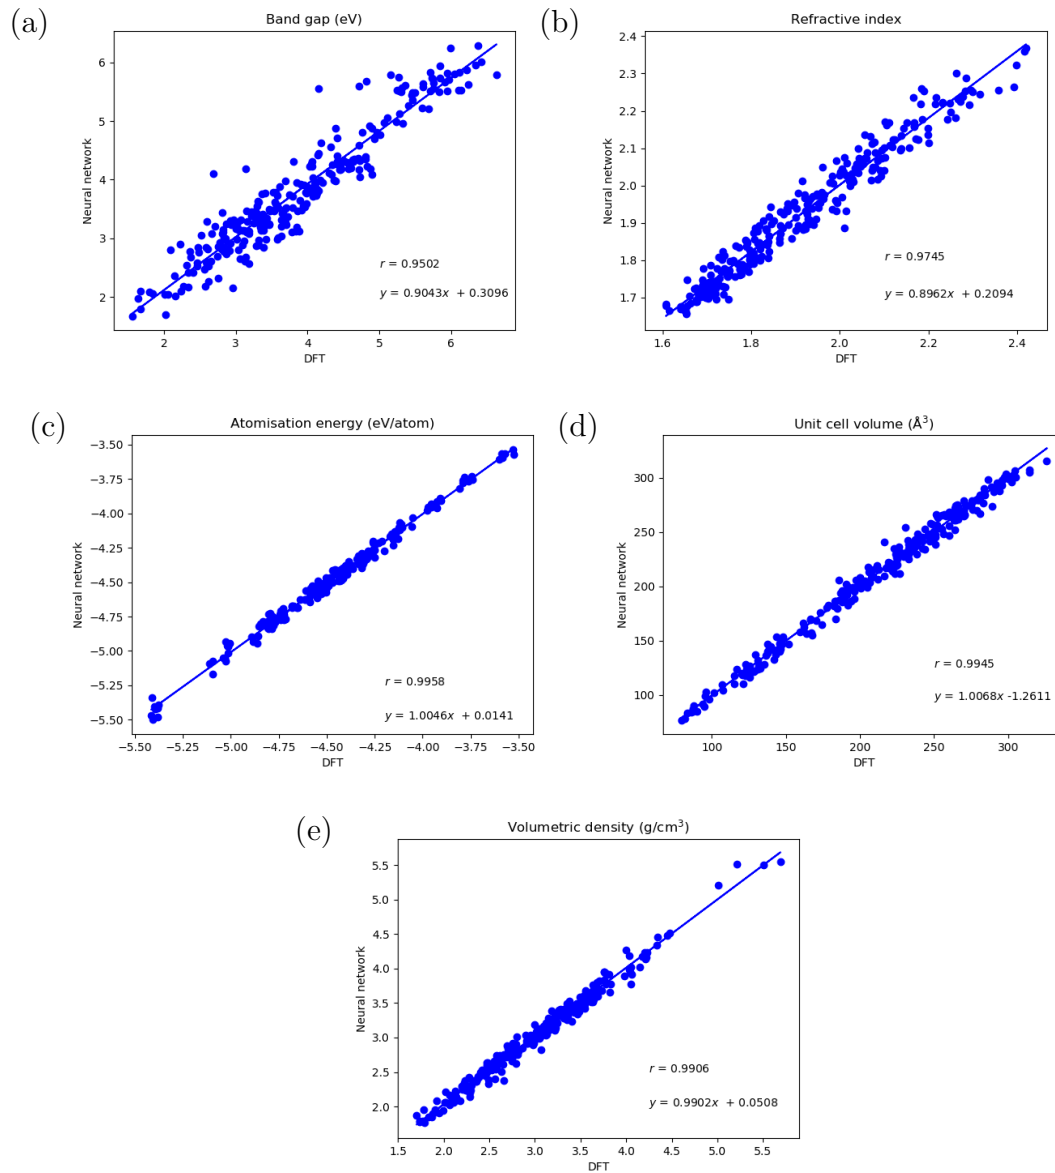 (a)
Band gap (eV)
6
5
4
3
2
Neural network
r = 0.9502
y = 0.9043x + 0.3096
2 3 4 5 6
DFT
(b)
Refractive index
2.4
2.3
2.2
2.1
2.0
1.9
1.8
1.7
Neural network
r = 0.9745
y = 0.8962x + 0.2094
1.6 1.8 2.0 2.2 2.4
DFT
(c)
Atomisation energy (eV/atom)
−3.50
−3.75
−4.00
−4.25
−4.50
−4.75
−5.00
−5.25
−5.50
Neural network
r = 0.9958
y = 1.0046x + 0.0141
−5.50 −5.25 −5.00 −4.75 −4.50 −4.25 −4.00 −3.75 −3.50
DFT
(d)
Unit cell volume (Å³)
300
250
200
150
100
Neural network
r = 0.9945
y = 1.0068x -1.2611
100 150 200 250 300
DFT
(e)
Volumetric density (g/cm³)
5.5
5.0
4.5
4.0
3.5
3.0
2.5
2.0
Neural network
r = 0.9906
y = 0.9902x + 0.0508
1.5 2.0 2.5 3.0 3.5 4.0 4.5 5.0 5.5
DFT